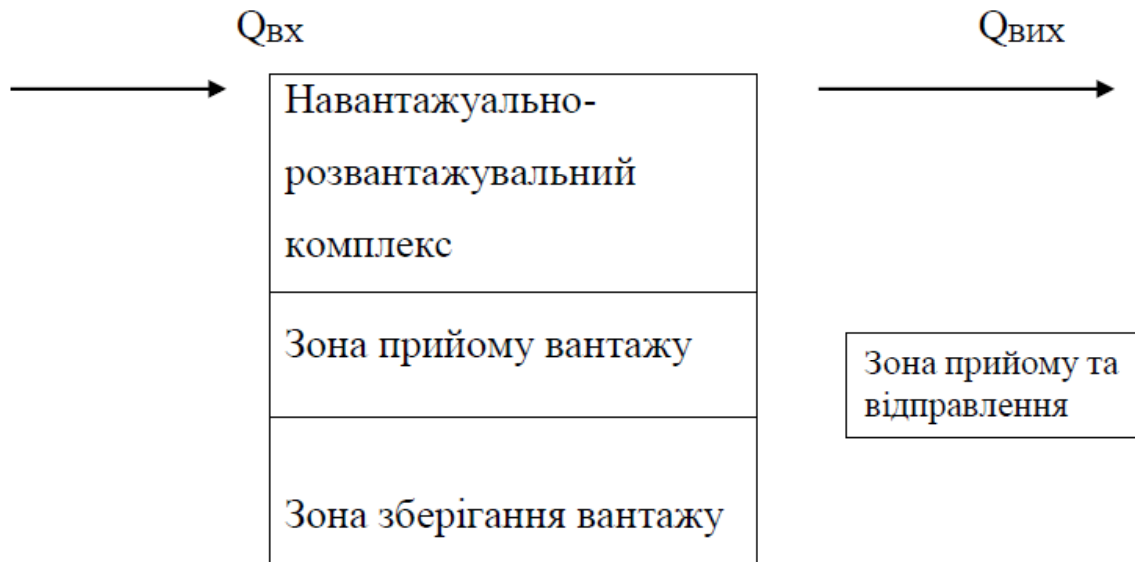 Qвх
Qвих
Навантажуально-
розвантажувальний
комплекс
Зона прийому вантажу
Зона прийому та
відправлення
Зона зберігання вантажу